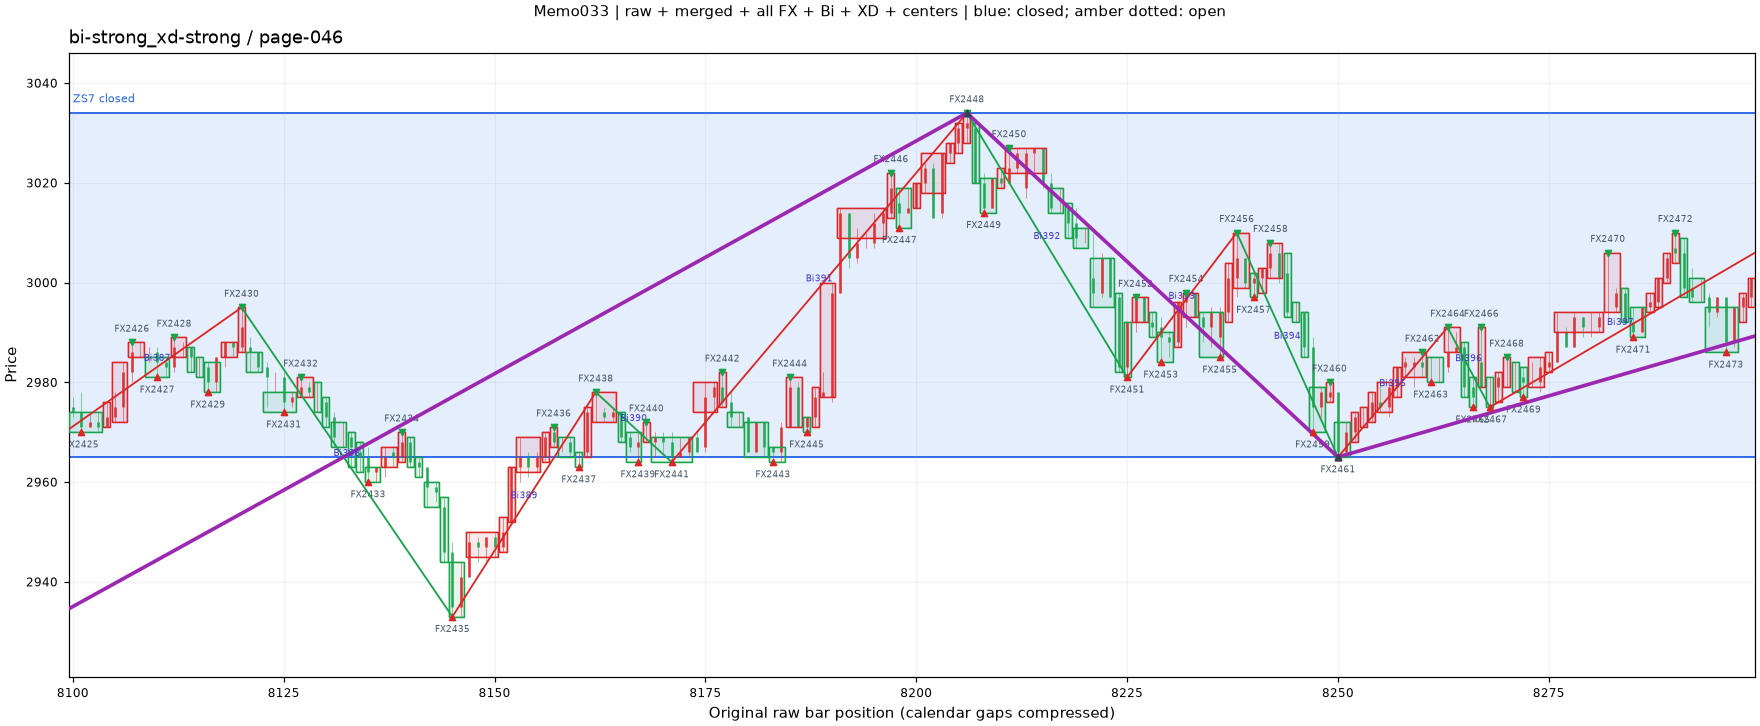 Memo033 | raw + merged + all FX + Bi + XD + centers | blue: closed; amber dotted: open
bi-strong_xd-strong / page-046
ZS7 closed
Price
3040
3020
3000
2980
2960
2940
FX2426
FX2428
Bi387
FX2427
FX2429
FX2430
FX2432
FX2431
FX2433
FX2435
Bi389
FX2436
FX2437
FX2438
Bi390
FX2440
FX2439
FX2441
FX2442
FX2443
FX2444
FX2445
Bi391
FX2446
FX2447
FX2448
FX2449
FX2450
Bi392
FX2451
FX2453
FX2454
FX2455
FX2456
FX2457
FX2458
Bi394
FX2460
FX2461
FX2463
FX2464
FX2466
Bi396
FX2468
FX2469
FX2470
Bi397
FX2471
FX2472
FX2473
8100
8125
8150
8175
8200
8225
8250
8275
Original raw bar position (calendar gaps compressed)